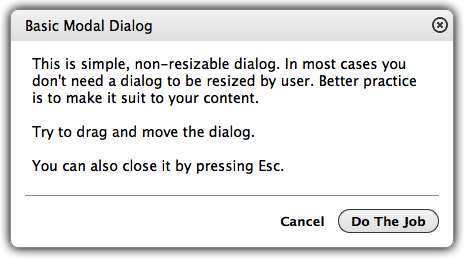 Basic Modal Dialog
This is simple, non-resizable dialog. In most cases you
don't need a dialog to be resized by user. Better practice
is to make it suit to your content.
Try to drag and move the dialog.
You can also close it by pressing Esc.
Cancel Do The Job